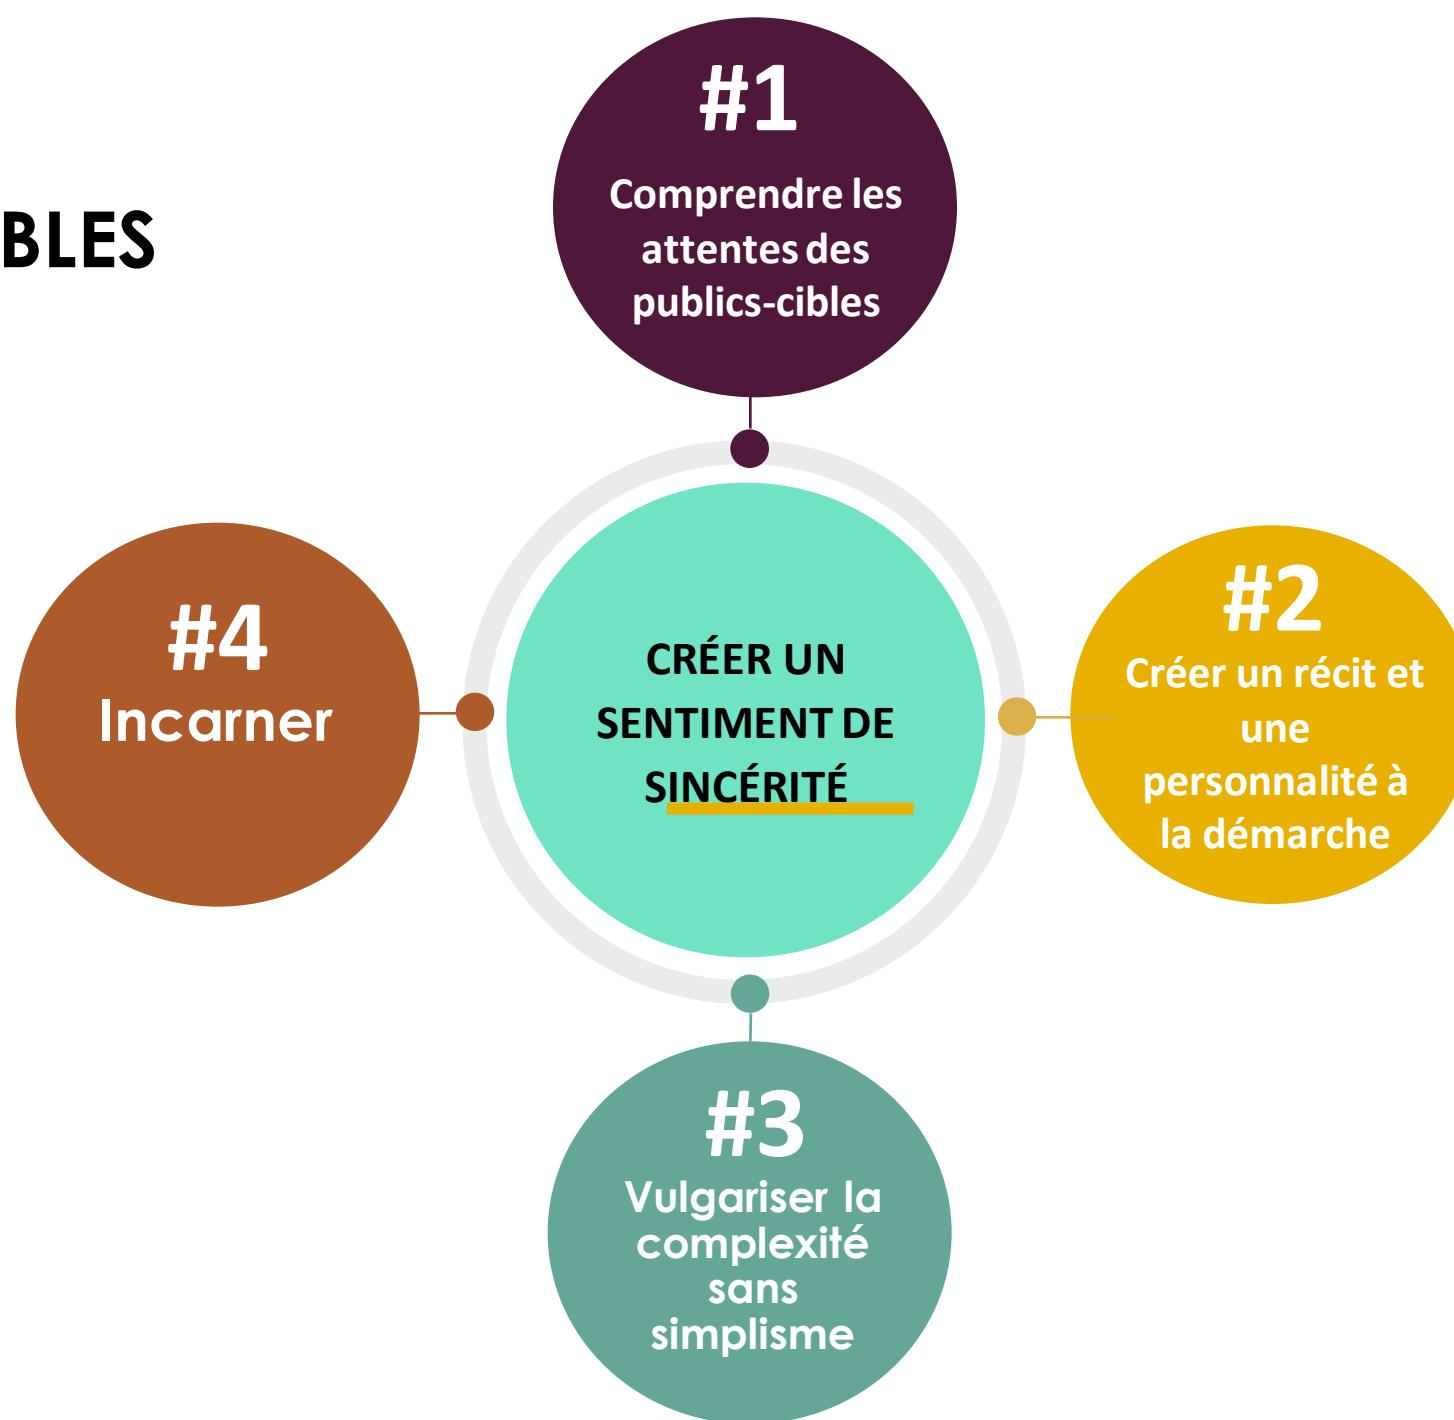 #1
Comprendre les
attentes des
publics-cibles
BLES
#4
Incarner
CRÉER UN
SENTIMENT DE
SINCÉRITÉ
#2
Créer un récit et
une
personnalité à
la démarche
#3
Vulgariser la
complexité
sans
simplisme